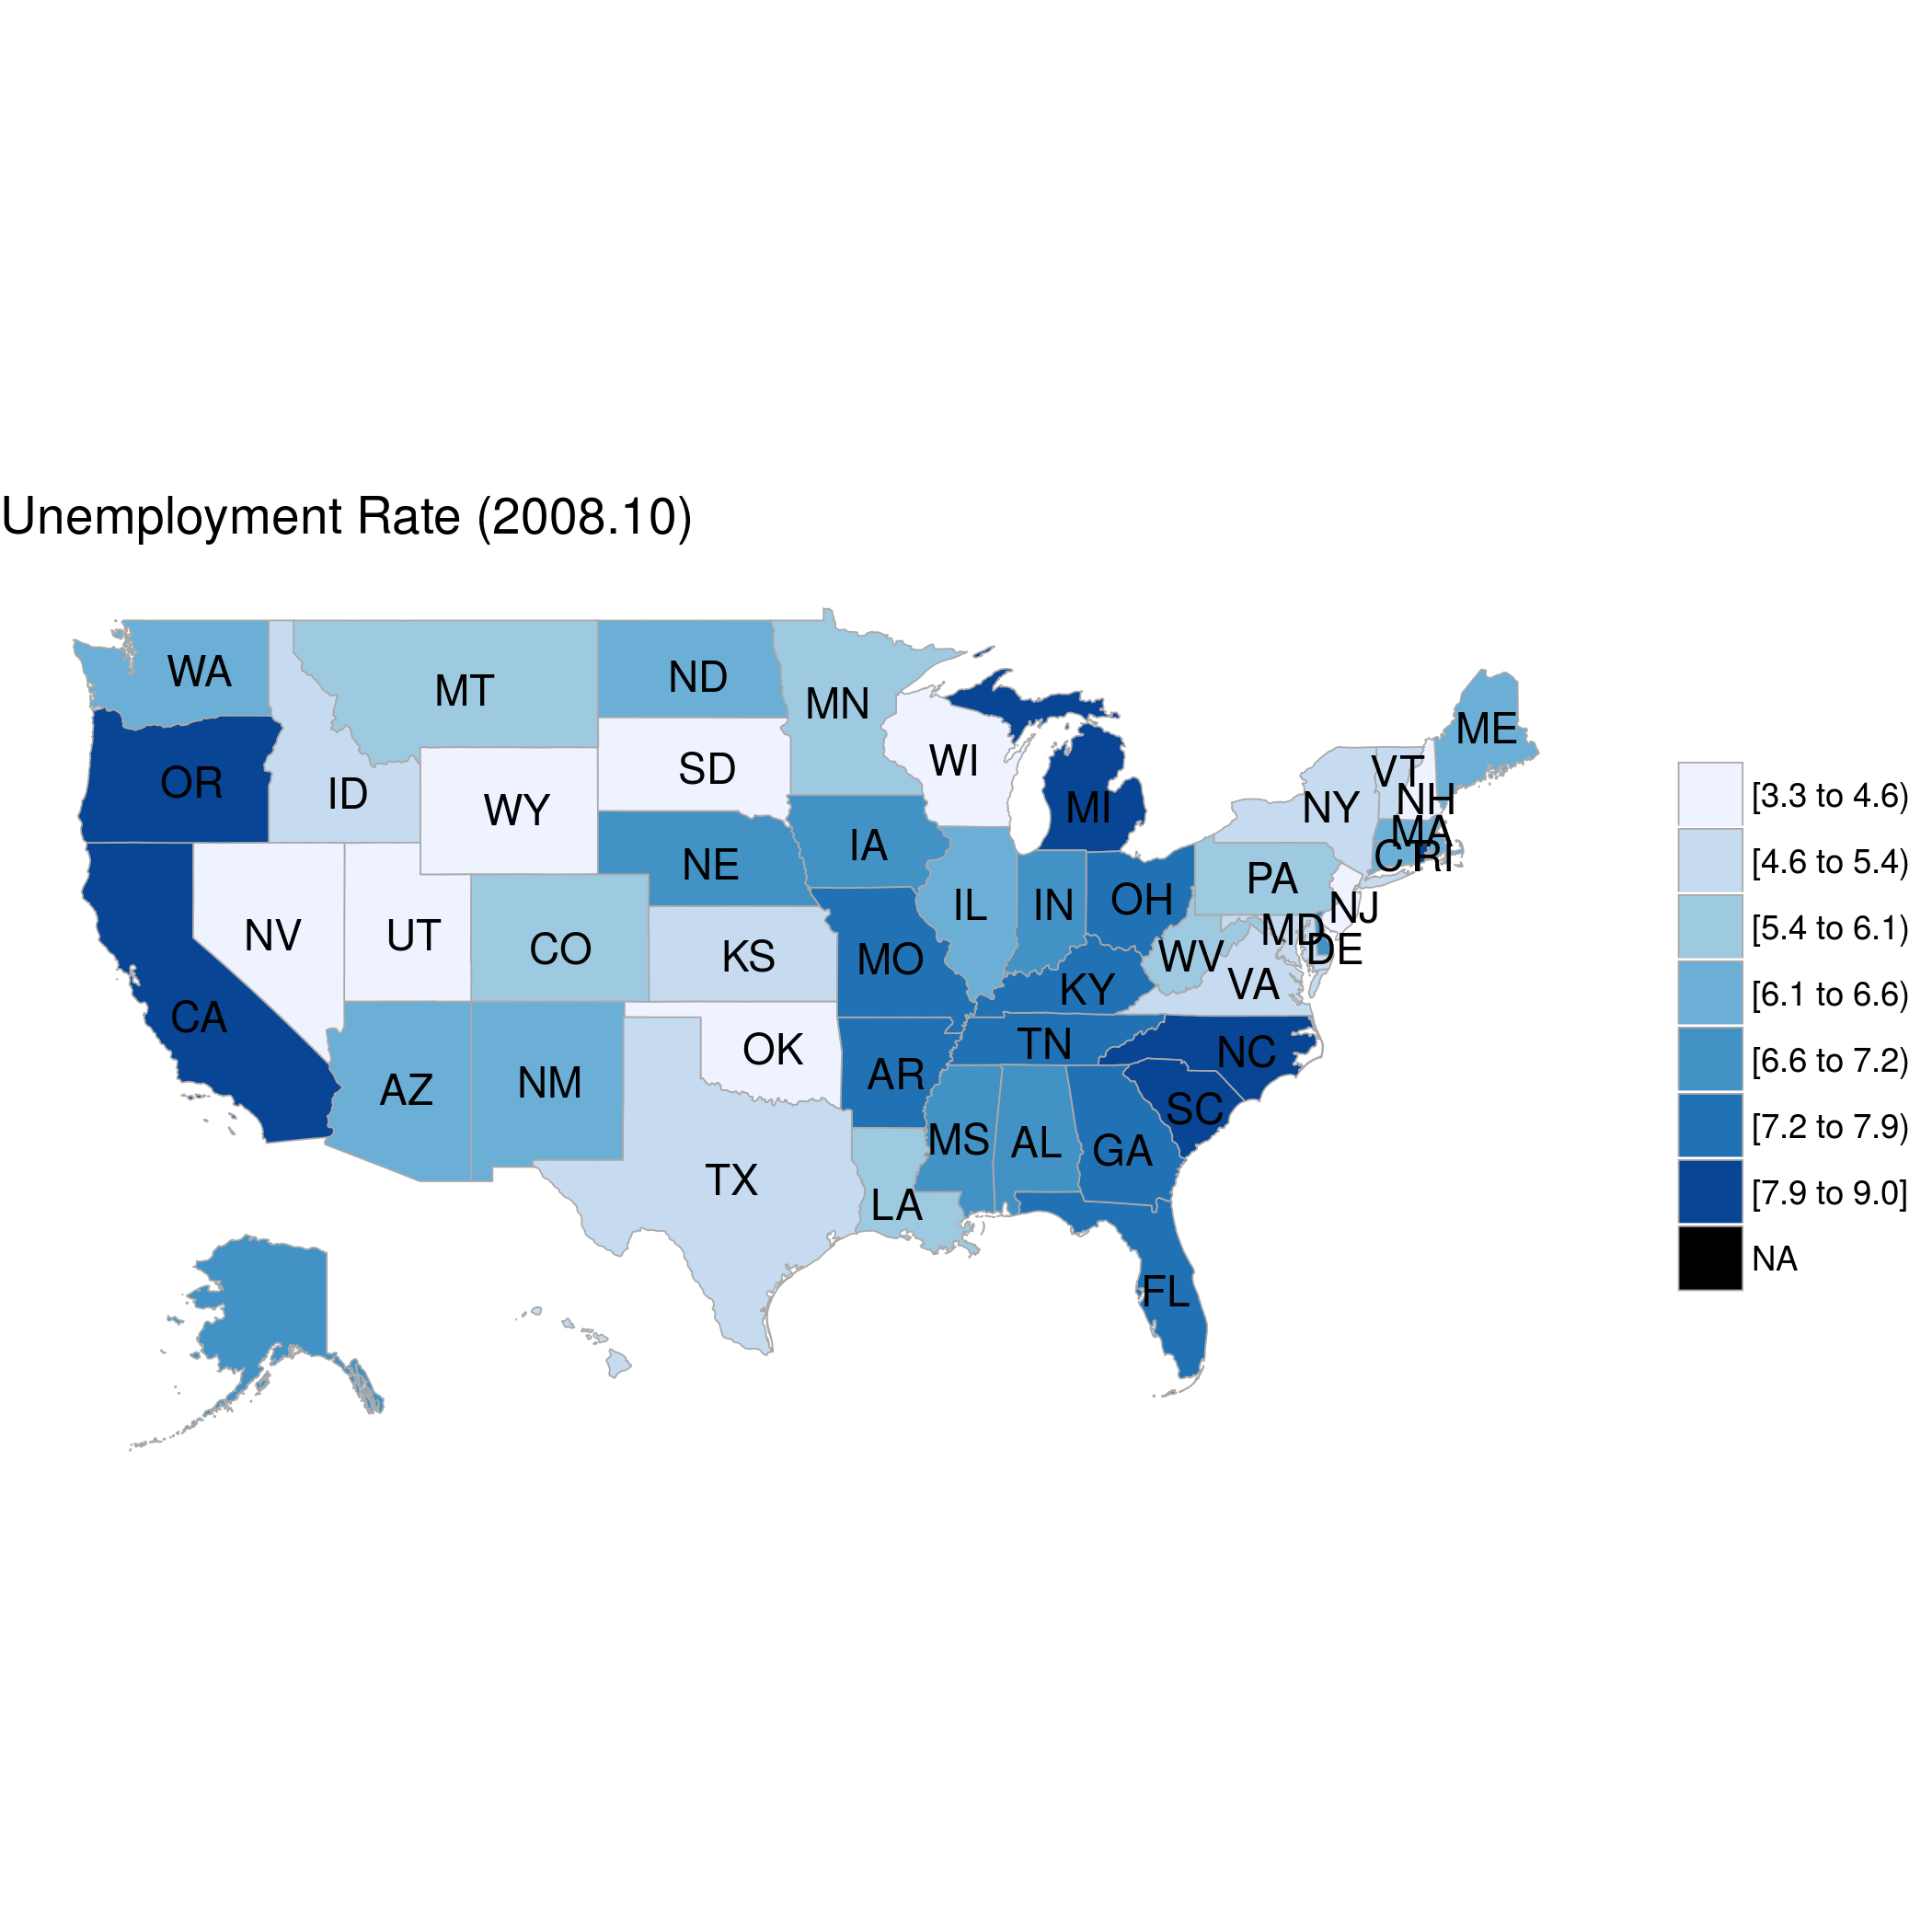 Unemployment Rate (2008.10)
WA
MT
ND
MN
ME
OR
ID
WY
SD
WI
MI
NY
VT
NH
MA
CT
RI
NV
UT
CO
NE
IA
IL
IN
OH
PA
NJ
MD
DE
CA
KS
MO
KY
WV
VA
AZ
NM
OK
AR
TN
NC
SC
TX
LA
MS
AL
GA
FL
[3.3 to 4.6)
[4.6 to 5.4)
[5.4 to 6.1)
[6.1 to 6.6)
[6.6 to 7.2)
[7.2 to 7.9)
[7.9 to 9.0]
NA